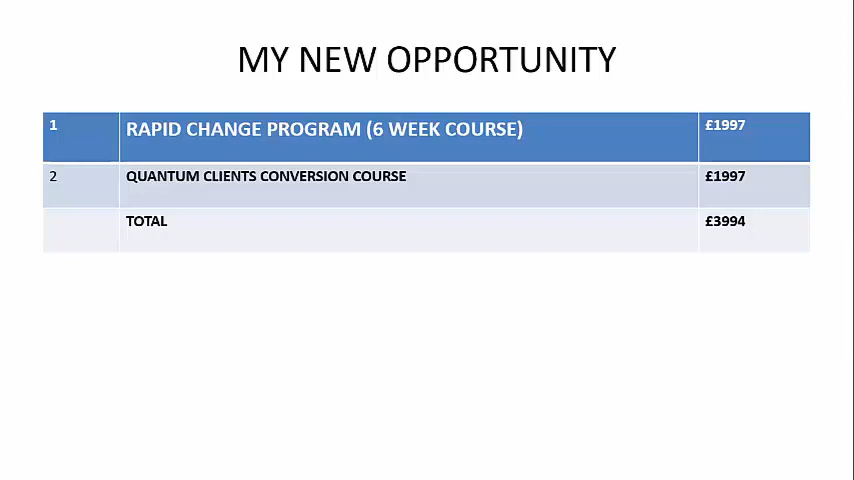 MY NEW OPPORTUNITY
1 RAPID CHANGE PROGRAM (6 WEEK COURSE) £1997
2 QUANTUM CLIENTS CONVERSION COURSE £1997
TOTAL £3994